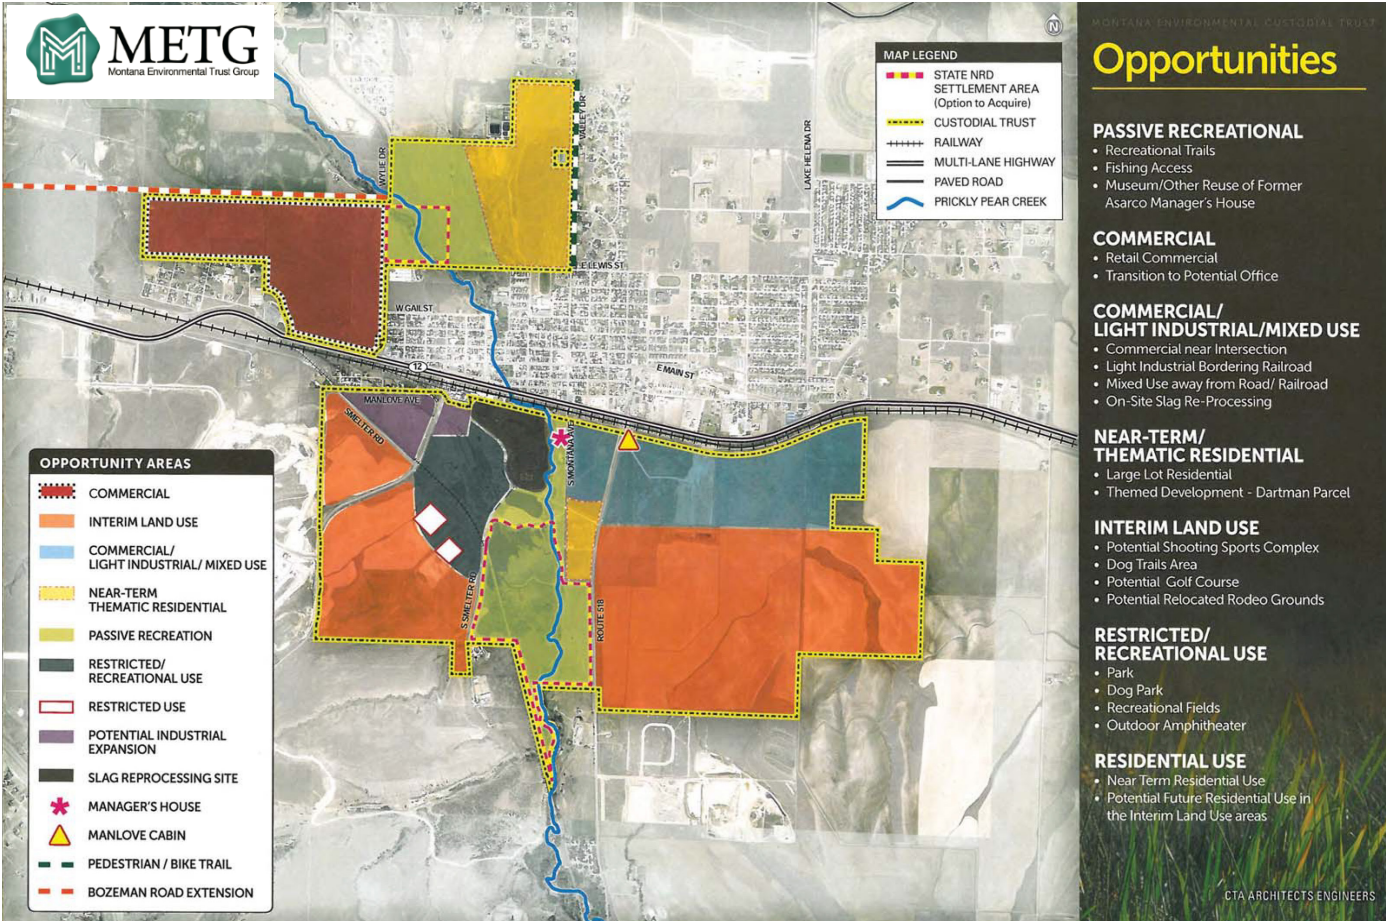 METG
Montana Environmental Trust Group
N
MAP LEGEND
STATE NRD
SETTLEMENT AREA
(Option to Acquire)
CUSTODIAL TRUST
RAILWAY
MULTI-LANE HIGHWAY
PAVED ROAD
PRICKLY PEAR CREEK
WYLIE DR
VALLEY DR
LAKE HELENA DR
E LEWIS ST
W GAIL ST
12
E MAIN ST
MANLOVE AVE
SMELTER RD
S MONTANA AVE
S SMELTER RD
ROUTE 518
OPPORTUNITY AREAS
COMMERCIAL
INTERIM LAND USE
COMMERCIAL/
LIGHT INDUSTRIAL/ MIXED USE
NEAR-TERM
THEMATIC RESIDENTIAL
PASSIVE RECREATION
RESTRICTED/
RECREATIONAL USE
RESTRICTED USE
POTENTIAL INDUSTRIAL
EXPANSION
SLAG REPROCESSING SITE
MANAGER'S HOUSE
MANLOVE CABIN
PEDESTRIAN / BIKE TRAIL
BOZEMAN ROAD EXTENSION
MONTANA ENVIRONMENTAL CUSTODIAL TRUST
Opportunities
PASSIVE RECREATIONAL
• Recreational Trails
• Fishing Access
• Museum/Other Reuse of Former
Asarco Manager's House
COMMERCIAL
• Retail Commercial
• Transition to Potential Office
COMMERCIAL/
LIGHT INDUSTRIAL/MIXED USE
• Commercial near Intersection
• Light Industrial Bordering Railroad
• Mixed Use away from Road/ Railroad
• On-Site Slag Re-Processing
NEAR-TERM/
THEMATIC RESIDENTIAL
• Large Lot Residential
• Themed Development - Dartman Parcel
INTERIM LAND USE
• Potential Shooting Sports Complex
• Dog Trails Area
• Potential Golf Course
• Potential Relocated Rodeo Grounds
RESTRICTED/
RECREATIONAL USE
• Park
• Dog Park
• Recreational Fields
• Outdoor Amphitheater
RESIDENTIAL USE
• Near Term Residential Use
• Potential Future Residential Use in
the Interim Land Use areas
CTA ARCHITECTS ENGINEERS